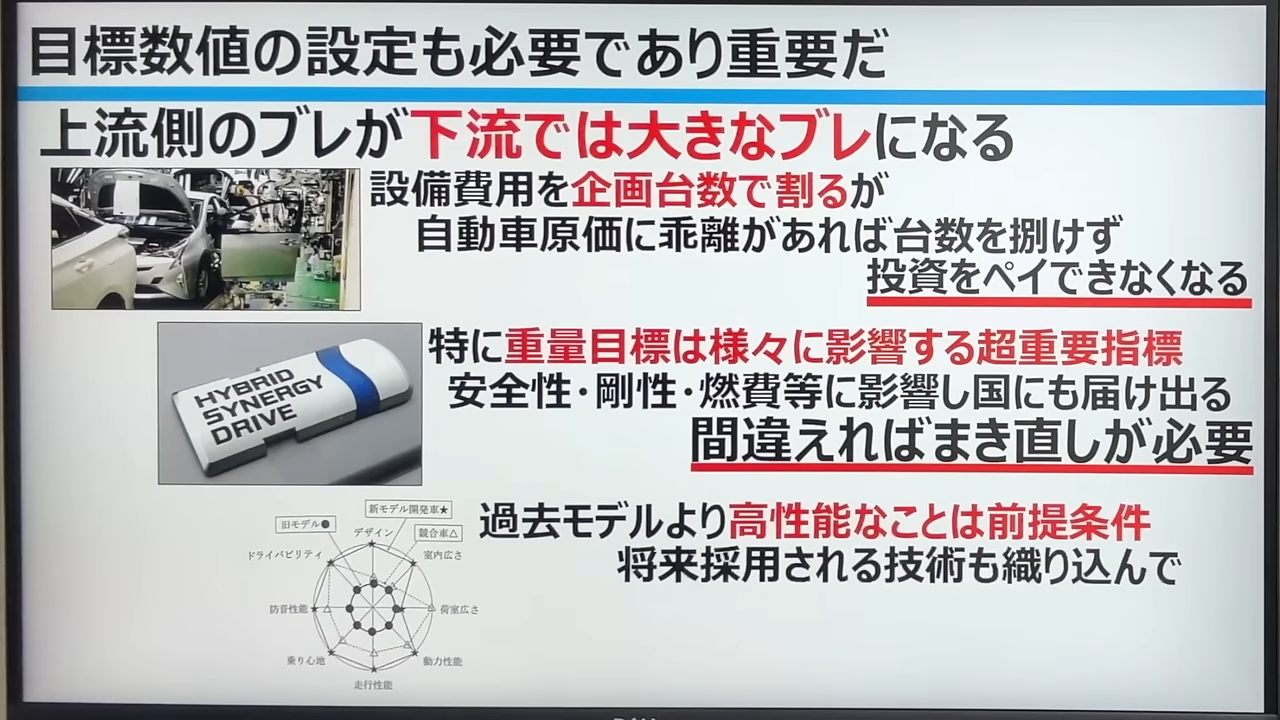 目標数値の設定も必要であり重要だ
上流側のブレが下流では大きなブレになる
設備費用を企画台数で割るが
自動車原価に乖離があれば台数を捌けず
投資をペイできなくなる
HYBRID
SYNERGY
DRIVE
特に重量目標は様々に影響する超重要指標
安全性・剛性・燃費等に影響し国にも届け出る
間違えればまき直しが必要
過去モデルより高性能なことは前提条件
将来採用される技術も織り込んで
新モデル開発車★
旧モデル●
デザイン
競合車△
ドライバビリティ
室内広さ
防音性能
荷室広さ
乗り心地
動力性能
走行性能